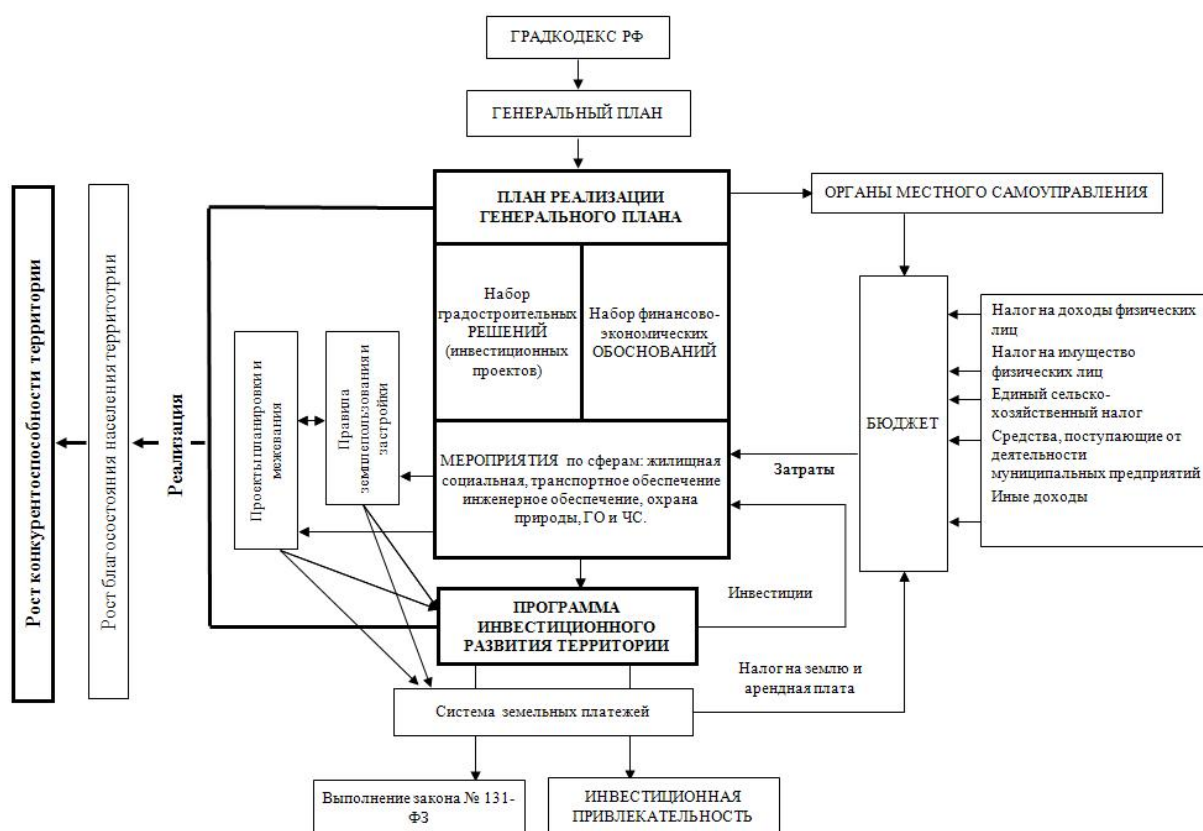 ГРАДКОДЕКС РФ
ГЕНЕРАЛЬНЫЙ ПЛАН
ПЛАН РЕАЛИЗАЦИИ
ГЕНЕРАЛЬНОГО ПЛАНА
ОРГАНЫ МЕСТНОГО САМОУПРАВЛЕНИЯ
Рост конкурентоспособности территории
Рост благосостояния населения территотрии
Реализация
Проекты планировки и
межевания
Правила
землепользования и
застройки
Набор
градостроительных
РЕШЕНИЙ
(инвестиционных
проектов)
Набор финансово-
экономических
ОБОСНОВАНИЙ
МЕРОПРИЯТИЯ по сферам: жилищная
социальная, транспортное обеспечение
инженерное обеспечение, охрана
природы, ГО и ЧС.
Затраты
БЮДЖЕТ
Налог на доходы физических
лиц
Налог на имущество
физических лиц
Единый сельско-
хозяйственный налог
Средства, поступающие от
деятельности
муниципальных предприятий
Иные доходы
ПРОГРАММА
ИНВЕСТИЦИОННОГО
РАЗВИТИЯ ТЕРРИТОРИИ
Инвестиции
Налог на землю и
арендная плата
Система земельных платежей
Выполнение закона № 131-
ФЗ
ИНВЕСТИЦИОННАЯ
ПРИВЛЕКАТЕЛЬНОСТЬ